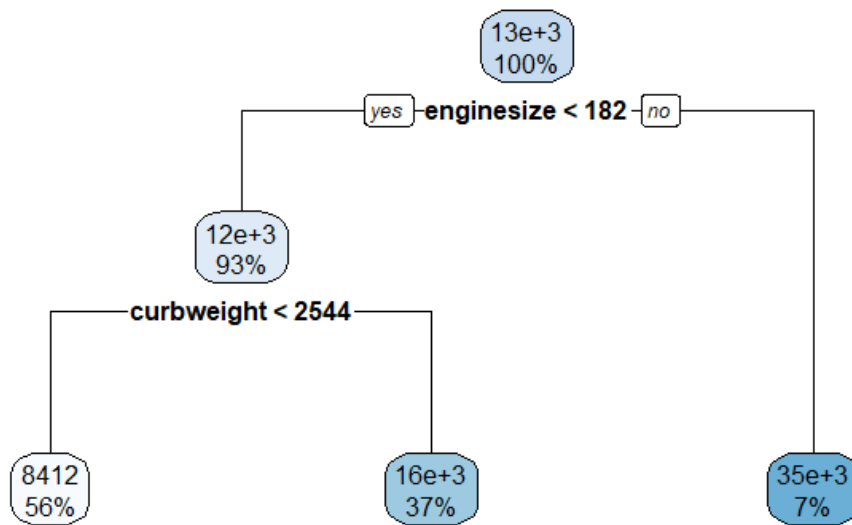 13e+3
100%
yes enginesize < 182 no
12e+3
93%
curbweight < 2544
8412
56%
16e+3
37%
35e+3
7%